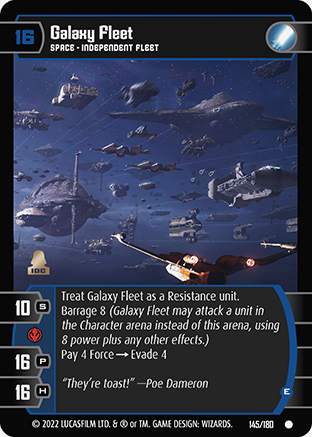 16
Galaxy Fleet
SPACE - INDEPENDENT FLEET
IDC
10 S
Treat Galaxy Fleet as a Resistance unit.
Barrage 8 (Galaxy Fleet may attack a unit in
the Character arena instead of this arena, using
8 power plus any other effects.)
16 P
Pay 4 Force → Evade 4
16 H
“They’re toast!” —Poe Dameron
E
© 2022 LUCASFILM LTD. & ® or TM. GAME DESIGN: WIZARDS.
145/180